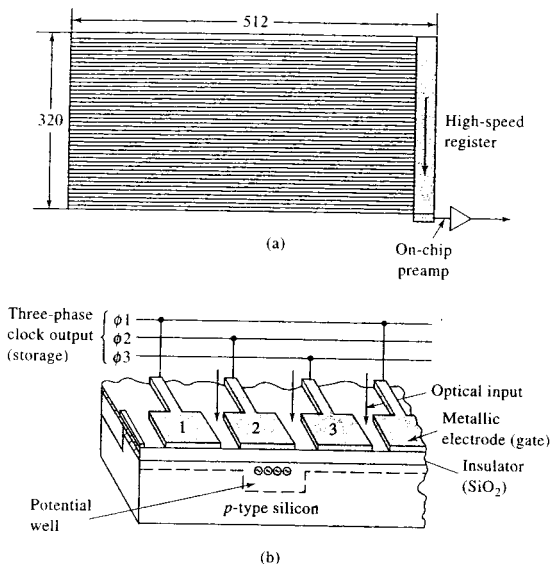 512
320
High-speed
register
On-chip
preamp
(a)
Three-phase
clock output
(storage)
ϕ1
ϕ2
ϕ3
Optical input
1
2
3
Metallic
electrode (gate)
Insulator
(SiO₂)
Potential
well
p-type silicon
(b)